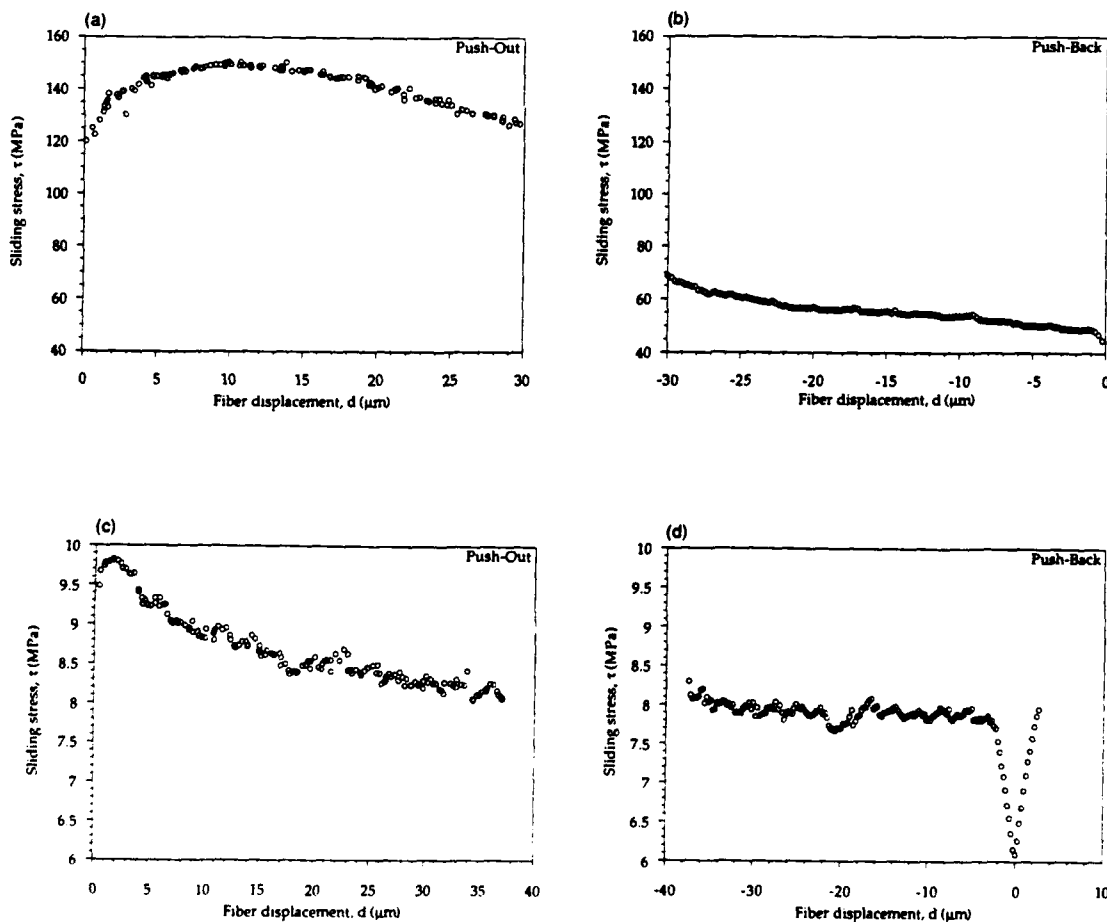 (a)
Push-Out
160
140
120
100
80
60
40
Sliding stress, τ (MPa)
0 5 10 15 20 25 30
Fiber displacement, d (μm)
(b)
Push-Back
160
140
120
100
80
60
40
Sliding stress, τ (MPa)
-30 -25 -20 -15 -10 -5 0
Fiber displacement, d (μm)
(c)
Push-Out
10
9.5
9
8.5
8
7.5
7
6.5
6
Sliding stress, τ (MPa)
0 5 10 15 20 25 30 35 40
Fiber displacement, d (μm)
(d)
Push-Back
10
9.5
9
8.5
8
7.5
7
6.5
6
Sliding stress, τ (MPa)
-40 -30 -20 -10 0 10
Fiber displacement, d (μm)